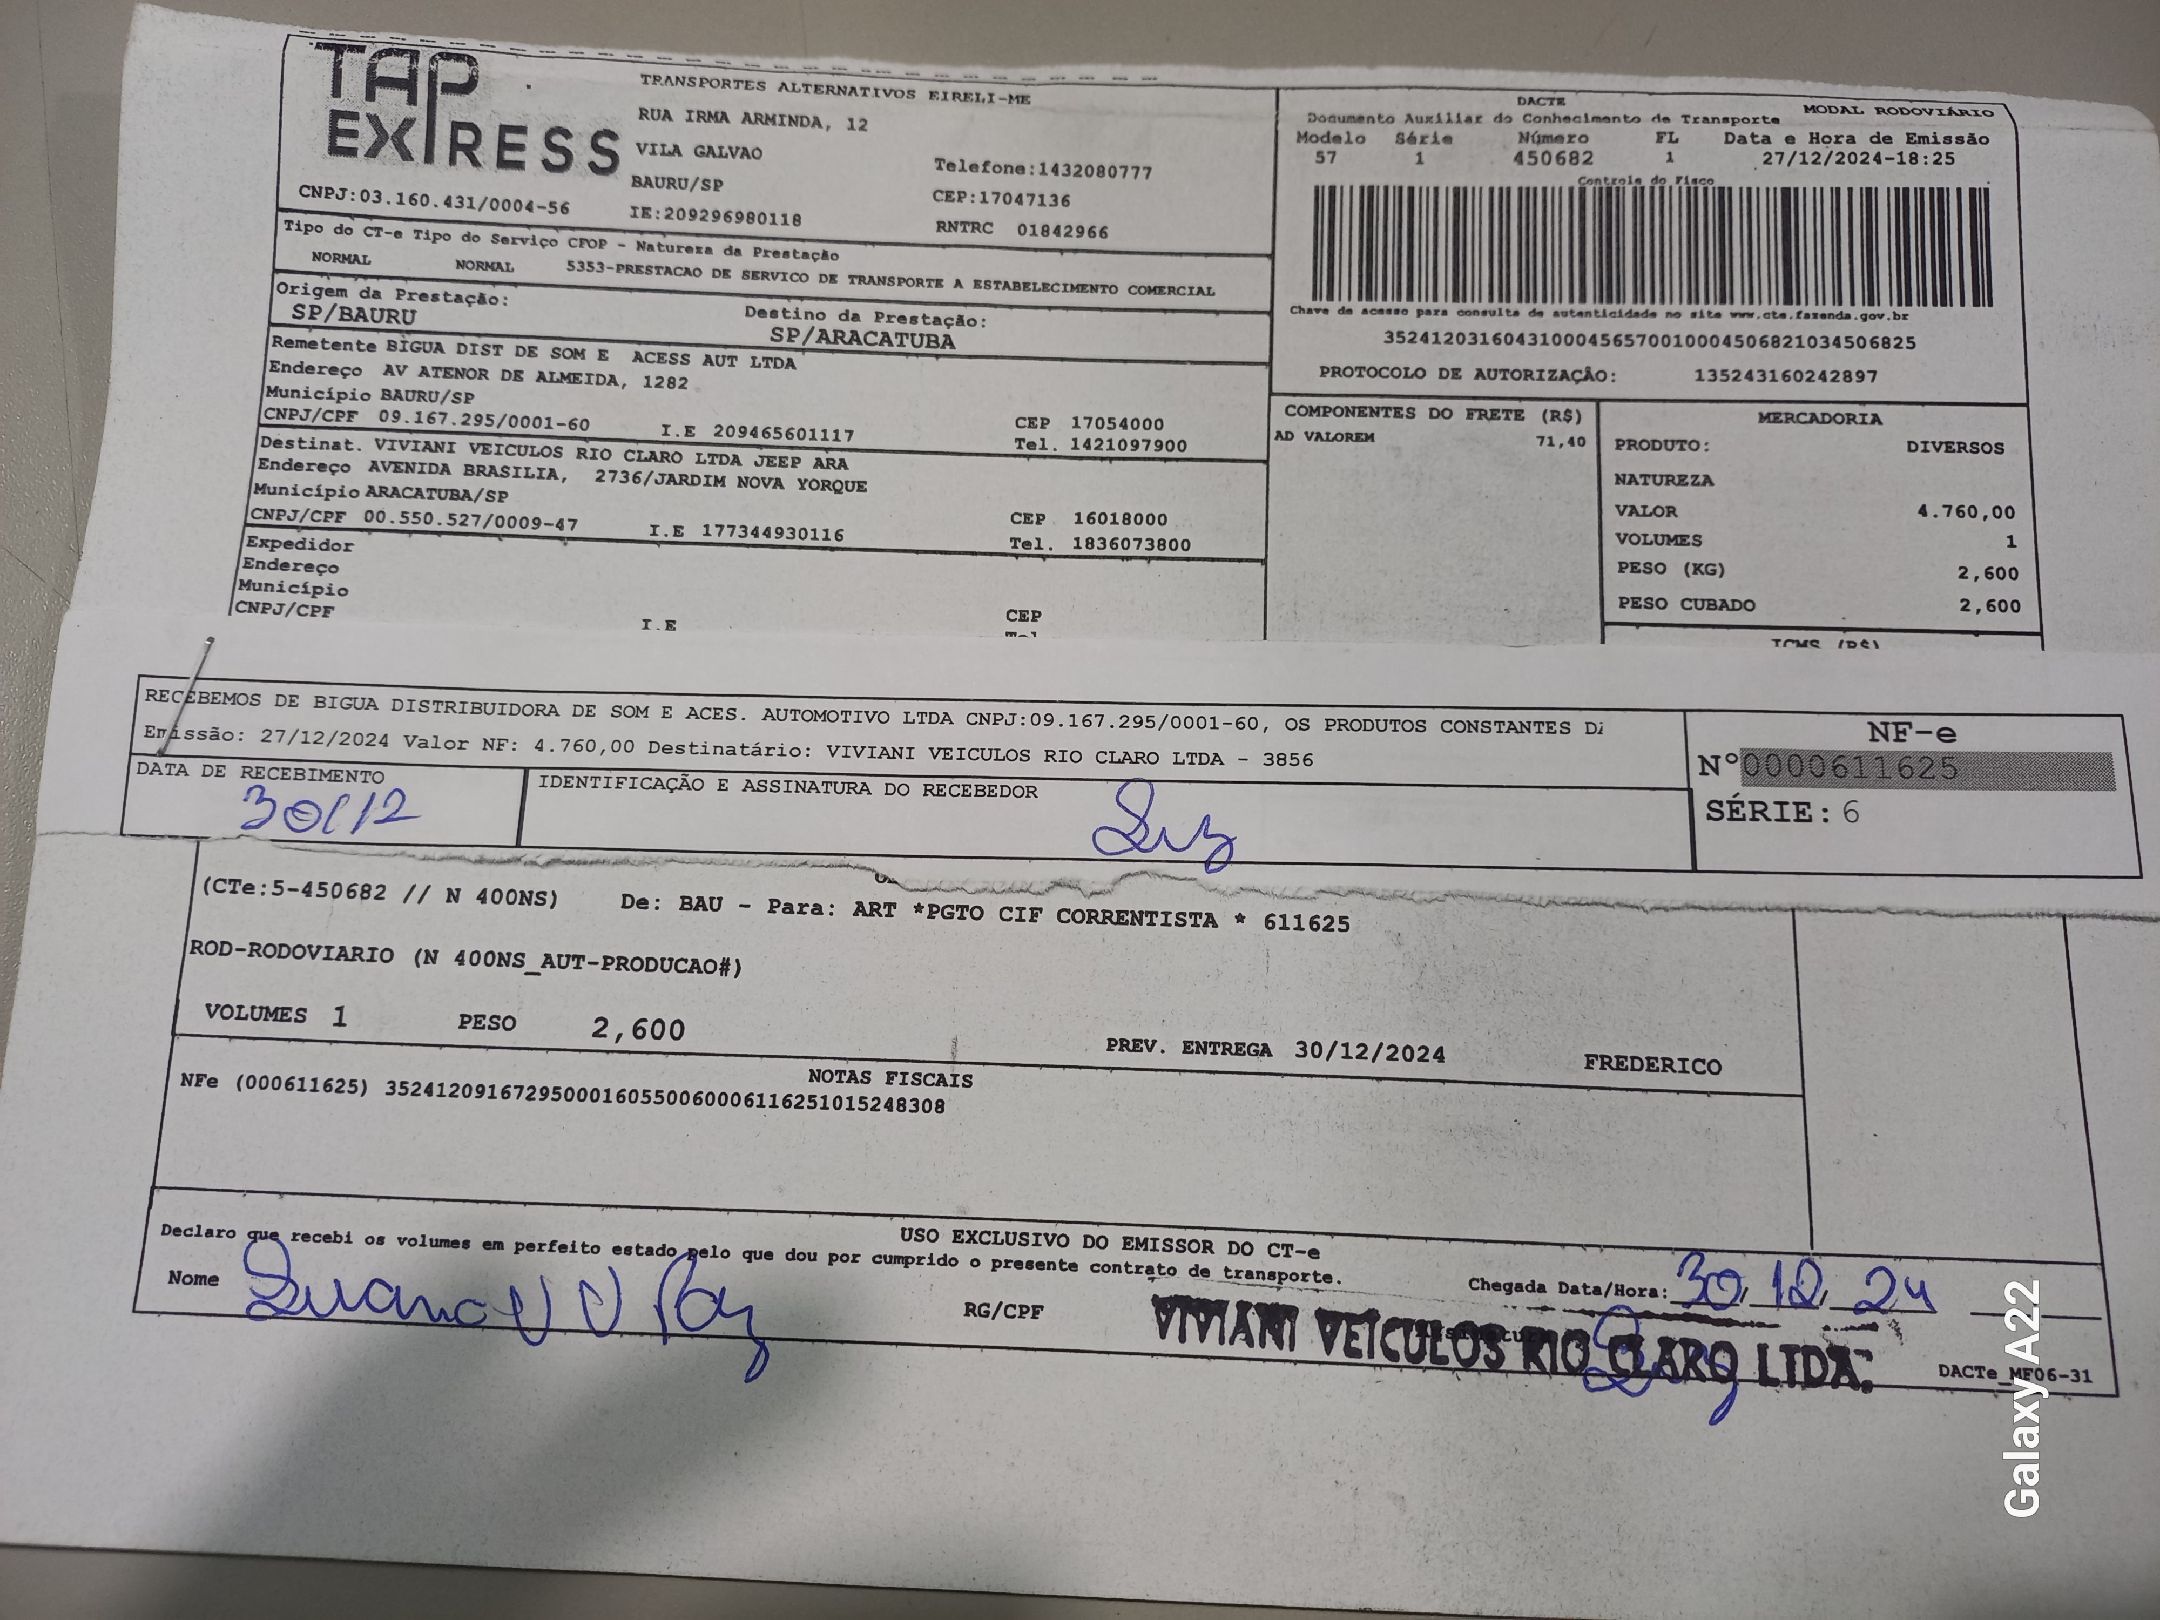 TAP EXPRESS
TRANSPORTES ALTERNATIVOS EIRELI-ME
RUA IRMA ARMINDA, 12
VILA GALVAO
Telefone:1432080777
BAURU/SP
CEP:17047136
CNPJ:03.160.431/0004-56
IE:209296980118
RNTRC 01842966
DACTE
MODAL RODOVIÁRIO
Documento Auxiliar do Conhecimento de Transporte
Modelo Série Número FL Data e Hora de Emissão
57 1 450682 1 27/12/2024-18:25
Controle do Fisco
Chave de acesso para consulta de autenticidade no site www.cte.fazenda.gov.br
35241203160431000456570010004506821034506825
PROTOCOLO DE AUTORIZAÇÃO: 135243160242897
Tipo do CT-e Tipo do Serviço CFOP - Natureza da Prestação
NORMAL NORMAL 5353-PRESTACAO DE SERVICO DE TRANSPORTE A ESTABELECIMENTO COMERCIAL
Origem da Prestação:
SP/BAURU
Destino da Prestação:
SP/ARACATUBA
Remetente BIGUA DIST DE SOM E ACESS AUT LTDA
Endereço AV ATENOR DE ALMEIDA, 1282
Município BAURU/SP
CEP 17054000
CNPJ/CPF 09.167.295/0001-60 I.E 209465601117
Tel. 1421097900
Destinat. VIVIANI VEICULOS RIO CLARO LTDA JEEP ARA
Endereço AVENIDA BRASILIA, 2736/JARDIM NOVA YORQUE
Município ARACATUBA/SP
CEP 16018000
CNPJ/CPF 00.550.527/0009-47 I.E 177344930116
Tel. 1836073800
Expedidor
Endereço
Município
CEP
CNPJ/CPF
I.E
COMPONENTES DO FRETE (R$)
AD VALOREM 71,40
MERCADORIA
PRODUTO: DIVERSOS
NATUREZA
VALOR 4.760,00
VOLUMES 1
PESO (KG) 2,600
PESO CUBADO 2,600
ICMS (R$)
RECEBEMOS DE BIGUA DISTRIBUIDORA DE SOM E ACES. AUTOMOTIVO LTDA CNPJ:09.167.295/0001-60, OS PRODUTOS CONSTANTES
Emissão: 27/12/2024 Valor NF: 4.760,00 Destinatário: VIVIANI VEICULOS RIO CLARO LTDA - 3856
NF-e
Nº0000611625
SÉRIE: 6
DATA DE RECEBIMENTO
30/12
IDENTIFICAÇÃO E ASSINATURA DO RECEBEDOR
(CTe:5-450682 // N 400NS) De: BAU - Para: ART *PGTO CIF CORRENTISTA * 611625
ROD-RODOVIARIO (N 400NS_AUT-PRODUCAO#)
VOLUMES 1 PESO 2,600
PREV. ENTREGA 30/12/2024 FREDERICO
NOTAS FISCAIS
NFe (000611625) 35241209167295000160550060006116251015248308
USO EXCLUSIVO DO EMISSOR DO CT-e
Declaro que recebi os volumes em perfeito estado pelo que dou por cumprido o presente contrato de transporte.
Nome
RG/CPF
Chegada Data/Hora: 30/12/24
VIVIANI VEICULOS RIO CLARO LTDA.
DACTe_MF06-31
Galaxy A22